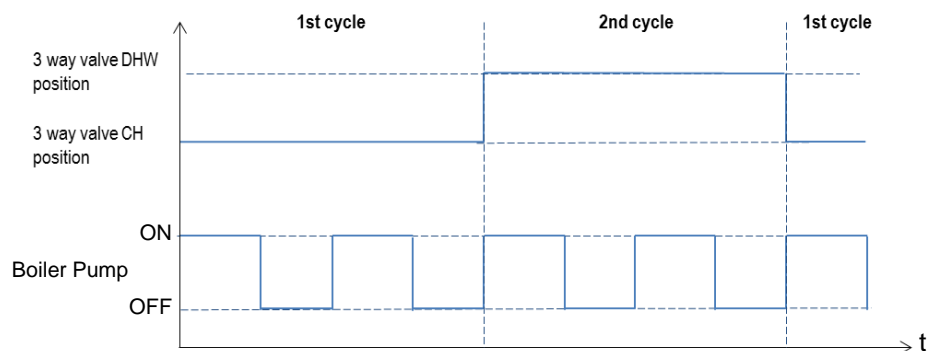 1st cycle
2nd cycle
1st cycle
3 way valve DHW
position
3 way valve CH
position
ON
Boiler Pump
OFF
t